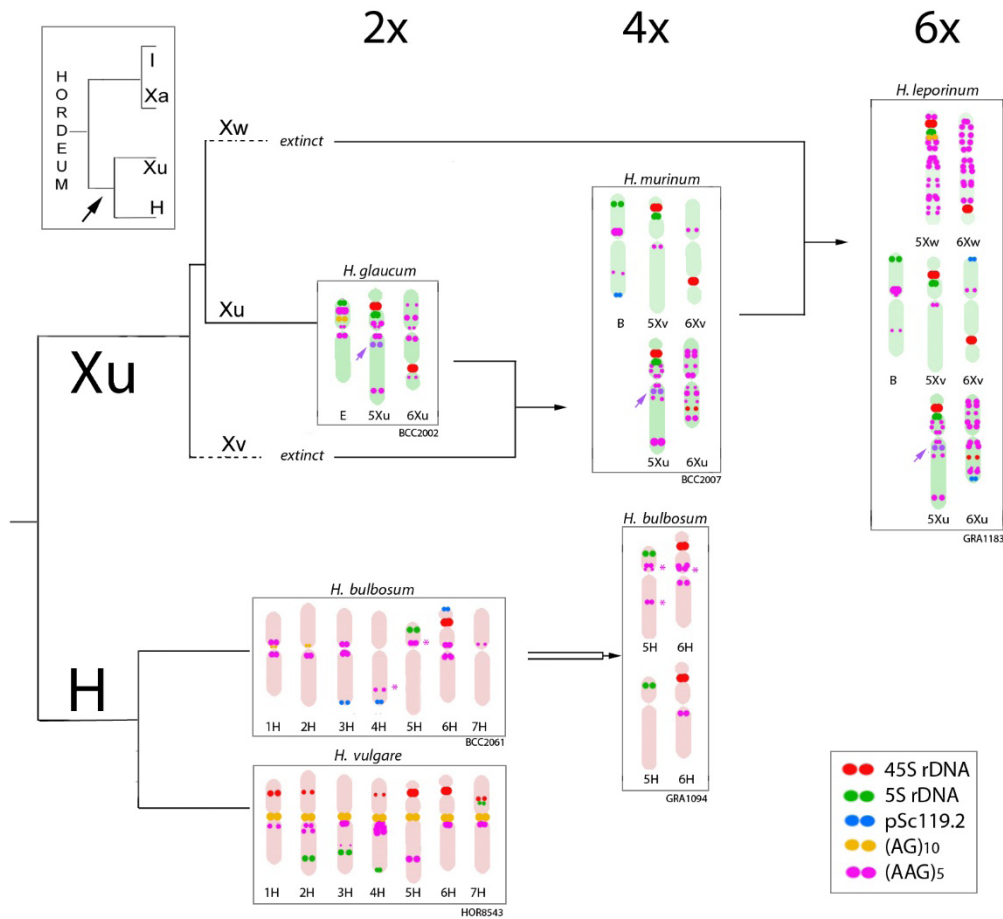 2x 4x 6x
HORDEUM
I
Xa
Xu
H
H. leporinum
Xw extinct
5Xw 6Xw
H. murinum
B 5Xv 6Xv
H. glaucum
Xu
E 5Xu 6Xu
BCC2002
Xu
Xv extinct
5Xu 6Xu
BCC2007
B 5Xv 6Xv
5Xu 6Xu
GRA1183
H. bulbosum
* * *
5H 6H
5H 6H
GRA1094
H
H. bulbosum
* *
1H 2H 3H 4H 5H 6H 7H
BCC2061
H. vulgare
1H 2H 3H 4H 5H 6H 7H
HOR8543
45S rDNA
5S rDNA
pSc119.2
(AG)10
(AAG)5